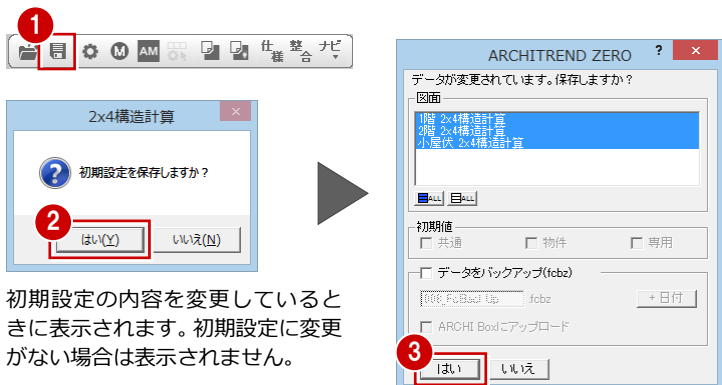 1
M
AM
仕様
整合
ナビ
2x4構造計算
初期設定を保存しますか？
2
はい(Y)
いいえ(N)
初期設定の内容を変更していると
きに表示されます。初期設定に変更
がない場合は表示されません。
ARCHITREND ZERO
?
データが変更されています。保存しますか？
図面
1階 2x4構造計算
2階 2x4構造計算
小屋伏 2x4構造計算
ALL
ALL
初期値
共通 物件 専用
データをバックアップ(fcbz)
fcbz +日付
ARCHI Boxにアップロード
3
はい いいえ